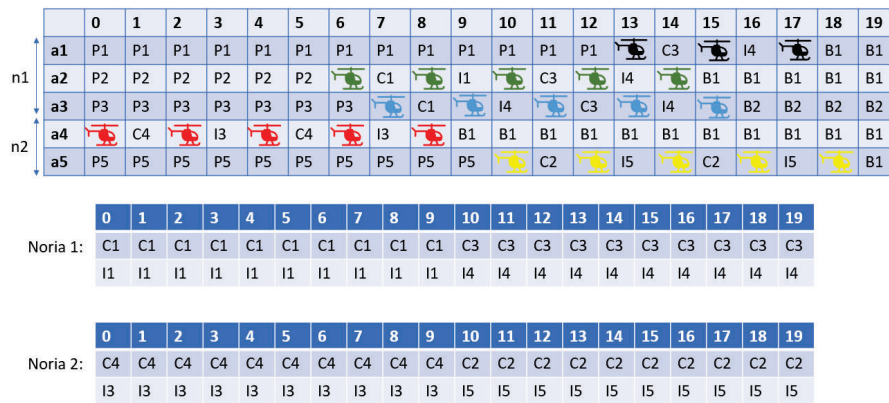 0 1 2 3 4 5 6 7 8 9 10 11 12 13 14 15 16 17 18 19
n1
a1 P1 P1 P1 P1 P1 P1 P1 P1 P1 P1 P1 P1 P1 C3 I4 B1 B1
a2 P2 P2 P2 P2 P2 P2 C1 I1 C3 I4 B1 B1 B1 B1 B1
a3 P3 P3 P3 P3 P3 P3 P3 C1 I4 C3 I4 B2 B2 B2 B2
n2
a4 C4 I3 C4 I3 B1 B1 B1 B1 B1 B1 B1 B1 B1 B1 B1
a5 P5 P5 P5 P5 P5 P5 P5 P5 P5 P5 C2 I5 C2 I5 B1
0 1 2 3 4 5 6 7 8 9 10 11 12 13 14 15 16 17 18 19
Noria 1: C1 C1 C1 C1 C1 C1 C1 C1 C1 C1 C3 C3 C3 C3 C3 C3 C3 C3 C3 C3
I1 I1 I1 I1 I1 I1 I1 I1 I1 I1 I4 I4 I4 I4 I4 I4 I4 I4 I4 I4
0 1 2 3 4 5 6 7 8 9 10 11 12 13 14 15 16 17 18 19
Noria 2: C4 C4 C4 C4 C4 C4 C4 C4 C4 C4 C2 C2 C2 C2 C2 C2 C2 C2 C2 C2
I3 I3 I3 I3 I3 I3 I3 I3 I3 I3 I5 I5 I5 I5 I5 I5 I5 I5 I5 I5